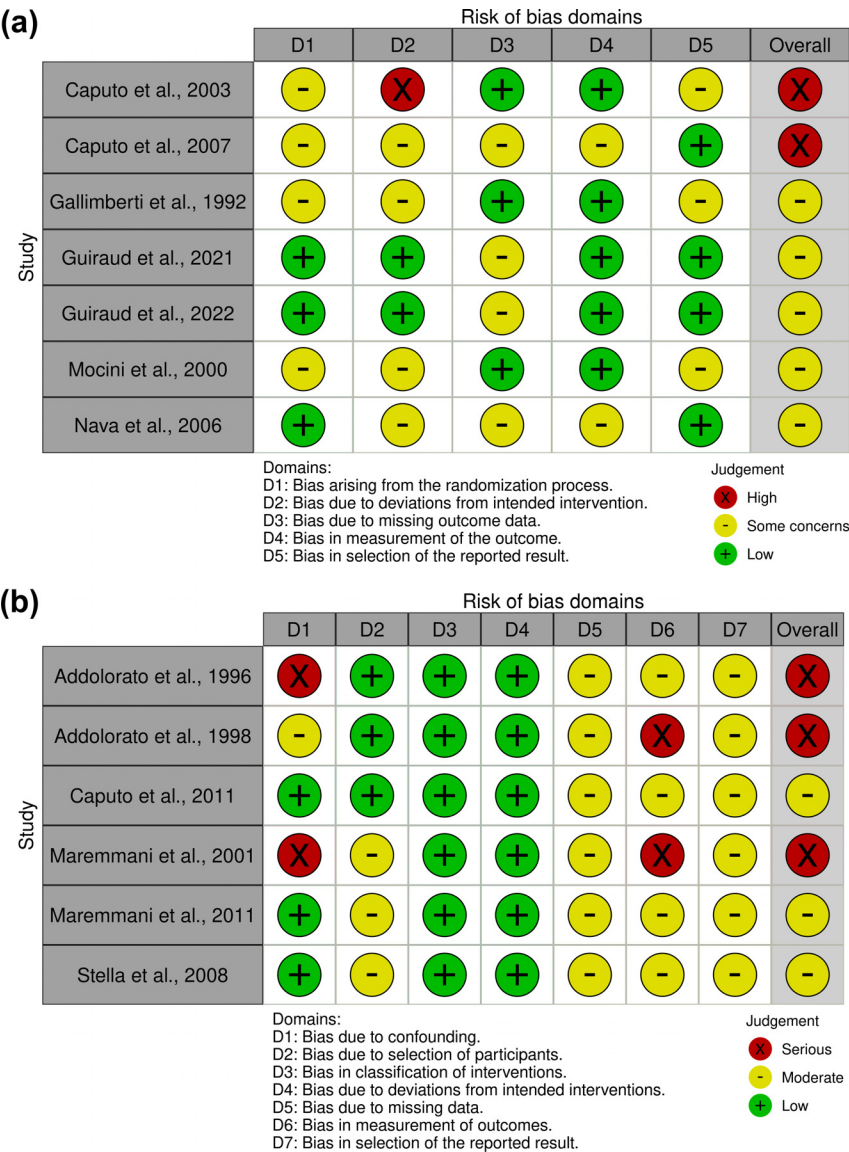 (a)
Risk of bias domains
D1 D2 D3 D4 D5 Overall
Study
Caputo et al., 2003 - X + + - X
Caputo et al., 2007 - - - - + X
Gallimberti et al., 1992 - - + + - -
Guiraud et al., 2021 + + - + + -
Guiraud et al., 2022 + + - + + -
Mocini et al., 2000 - - + + - -
Nava et al., 2006 + - - - + -
Domains:
D1: Bias arising from the randomization process.
D2: Bias due to deviations from intended intervention.
D3: Bias due to missing outcome data.
D4: Bias in measurement of the outcome.
D5: Bias in selection of the reported result.
Judgement
X High
- Some concerns
+ Low
(b)
Risk of bias domains
D1 D2 D3 D4 D5 D6 D7 Overall
Study
Addolorato et al., 1996 X + + + - - - X
Addolorato et al., 1998 - + + + - X - X
Caputo et al., 2011 + + + + - - - -
Maremmani et al., 2001 X - + + - X - X
Maremmani et al., 2011 + - + + - - - -
Stella et al., 2008 + - + + - - - -
Domains:
D1: Bias due to confounding.
D2: Bias due to selection of participants.
D3: Bias in classification of interventions.
D4: Bias due to deviations from intended interventions.
D5: Bias due to missing data.
D6: Bias in measurement of outcomes.
D7: Bias in selection of the reported result.
Judgement
X Serious
- Moderate
+ Low